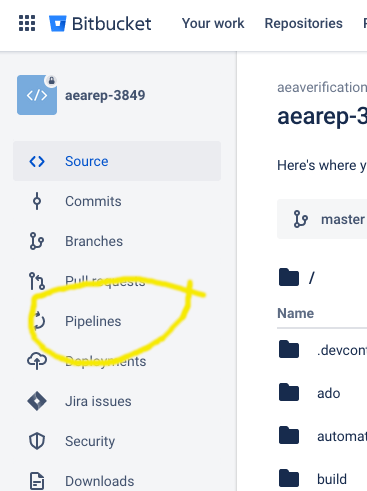 Bitbucket Your work Repositories
aearep-3849
Source
Commits
Branches
Pull requests
Pipelines
Deployments
Jira issues
Security
Downloads
aeaverification
aearep-3
Here's where y
master
/
Name
.devcont
ado
automat
build